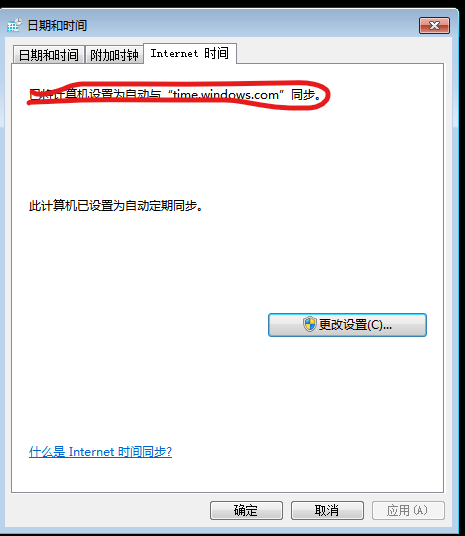 日期和时间
日期和时间 附加时钟 Internet 时间
已将计算机设置为自动与“time.windows.com”同步。
此计算机已设置为自动定期同步。
更改设置(C)...
什么是 Internet 时间同步?
确定 取消 应用(A)